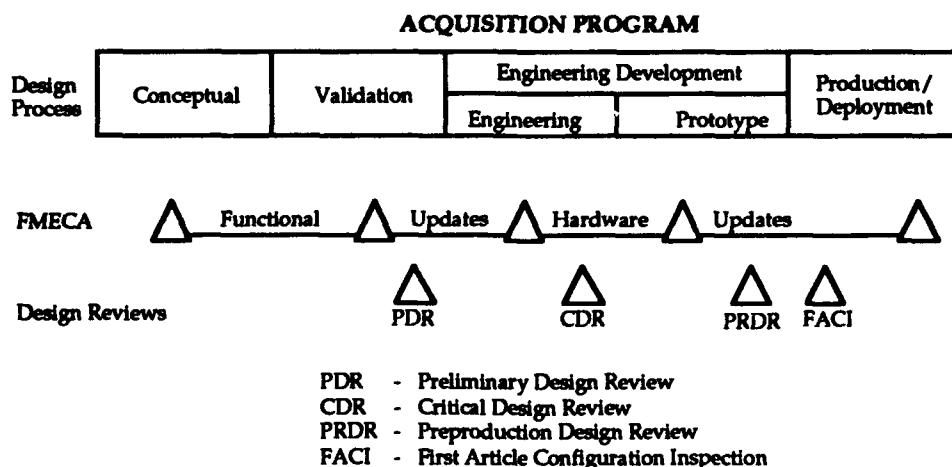 ACQUISITION PROGRAM
Design Process
Conceptual
Validation
Engineering Development
Engineering
Prototype
Production/
Deployment
FMECA
Functional
Updates
Hardware
Updates
Design Reviews
PDR
CDR
PRDR
FACI
PDR - Preliminary Design Review
CDR - Critical Design Review
PRDR - Preproduction Design Review
FACI - First Article Configuration Inspection